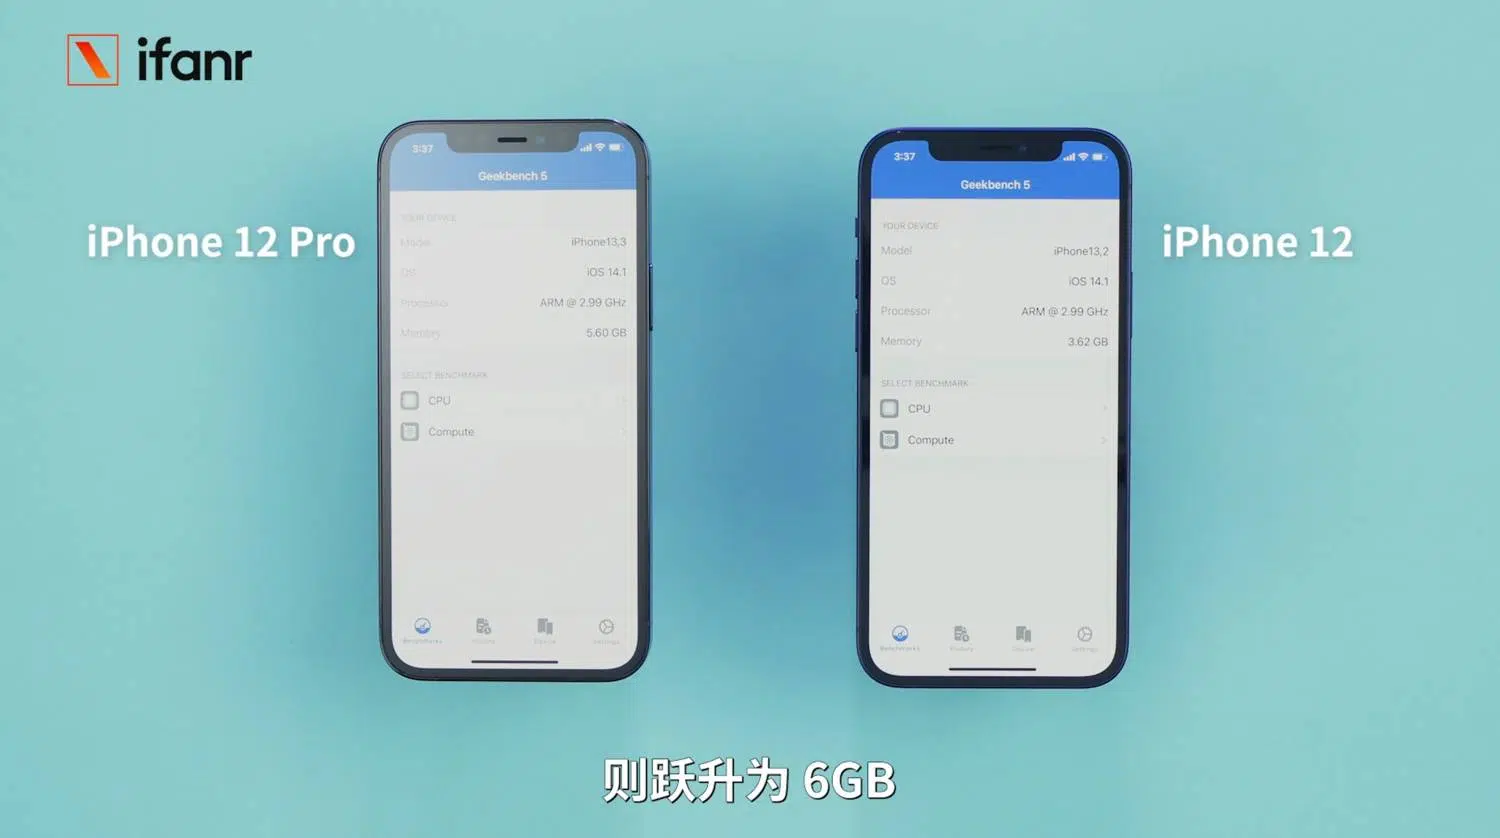 ifanr
iPhone 12 Pro
3:37
Geekbench 5
YOUR DEVICE
Model iPhone13,3
OS iOS 14.1
Processor ARM @ 2.99 GHz
Memory 5.60 GB
SELECT BENCHMARK
CPU
Compute
Benchmarks History Device Settings
iPhone 12
3:37
Geekbench 5
YOUR DEVICE
Model iPhone13,2
OS iOS 14.1
Processor ARM @ 2.99 GHz
Memory 3.62 GB
SELECT BENCHMARK
CPU
Compute
Benchmarks History Device Settings
则跃升为 6GB